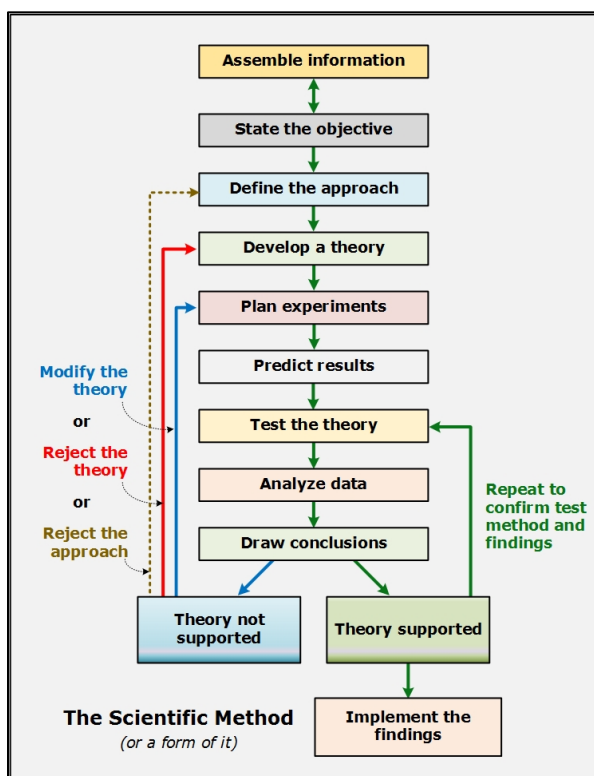 Assemble information
State the objective
Define the approach
Develop a theory
Plan experiments
Predict results
Test the theory
Analyze data
Draw conclusions
Modify the
theory
or
Reject the
theory
or
Reject the
approach
Repeat to
confirm test
method and
findings
Theory not
supported
Theory supported
Implement the
findings
The Scientific Method
(or a form of it)